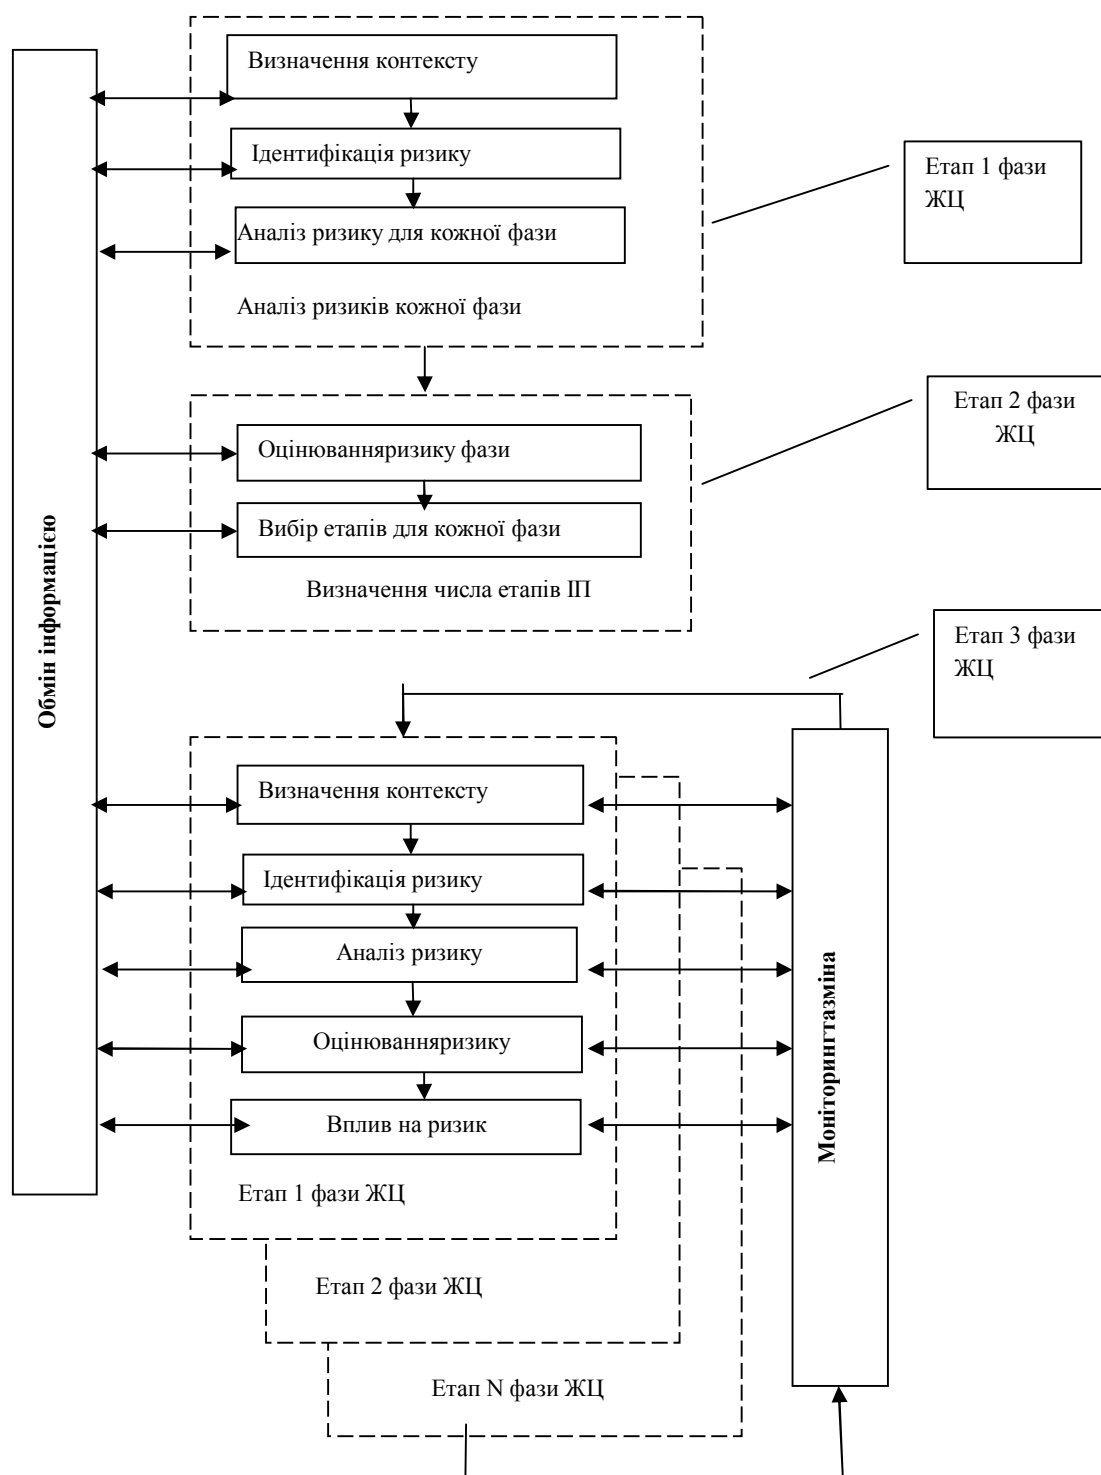 Визначення контексту
Ідентифікація ризику
Аналіз ризику для кожної фази
Аналіз ризиків кожної фази
Етап 1 фази
ЖЦ
Оцінюванняризику фази
Вибір етапів для кожної фази
Визначення числа етапів ІП
Етап 2 фази
ЖЦ
Обмін інформацією
Етап 3 фази
ЖЦ
Визначення контексту
Ідентифікація ризику
Аналіз ризику
Оцінюванняризику
Вплив на ризик
Етап 1 фази ЖЦ
Етап 2 фази ЖЦ
Етап N фази ЖЦ
Моніторингтазміна